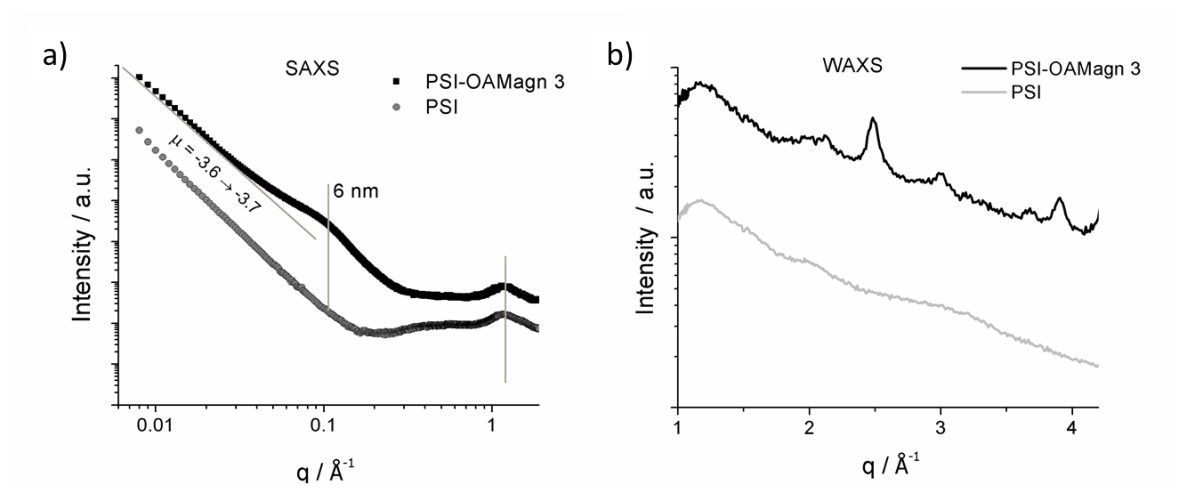 a)
SAXS
PSI-OAMagn 3
PSI
μ = -3.6 → -3.7
6 nm
Intensity / a.u.
0.01
0.1
1
q / Å⁻¹
b)
WAXS
PSI-OAMagn 3
PSI
Intensity / a.u.
1
2
3
4
q / Å⁻¹